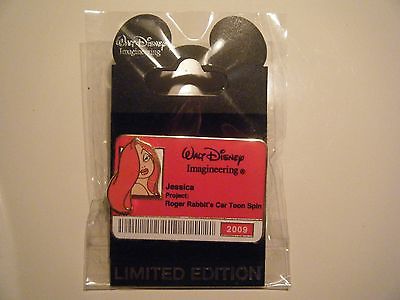 WALT DISNEY
Imagineering
WALT DISNEY
Imagineering ®
Jessica
Project:
Roger Rabbit's Car Toon Spin
2009
LIMITED EDITION